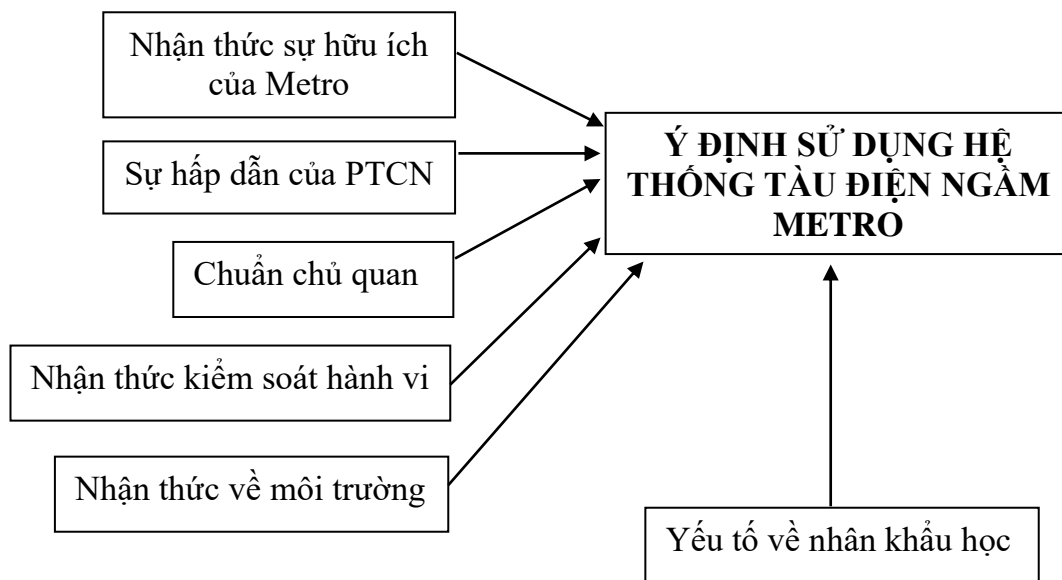 Nhận thức sự hữu ích
của Metro
Sự hấp dẫn của PTCN
Chuẩn chủ quan
Nhận thức kiểm soát hành vi
Nhận thức về môi trường
Ý ĐỊNH SỬ DỤNG HỆ
THỐNG TÀU ĐIỆN NGẦM
METRO
Yếu tố về nhân khẩu học